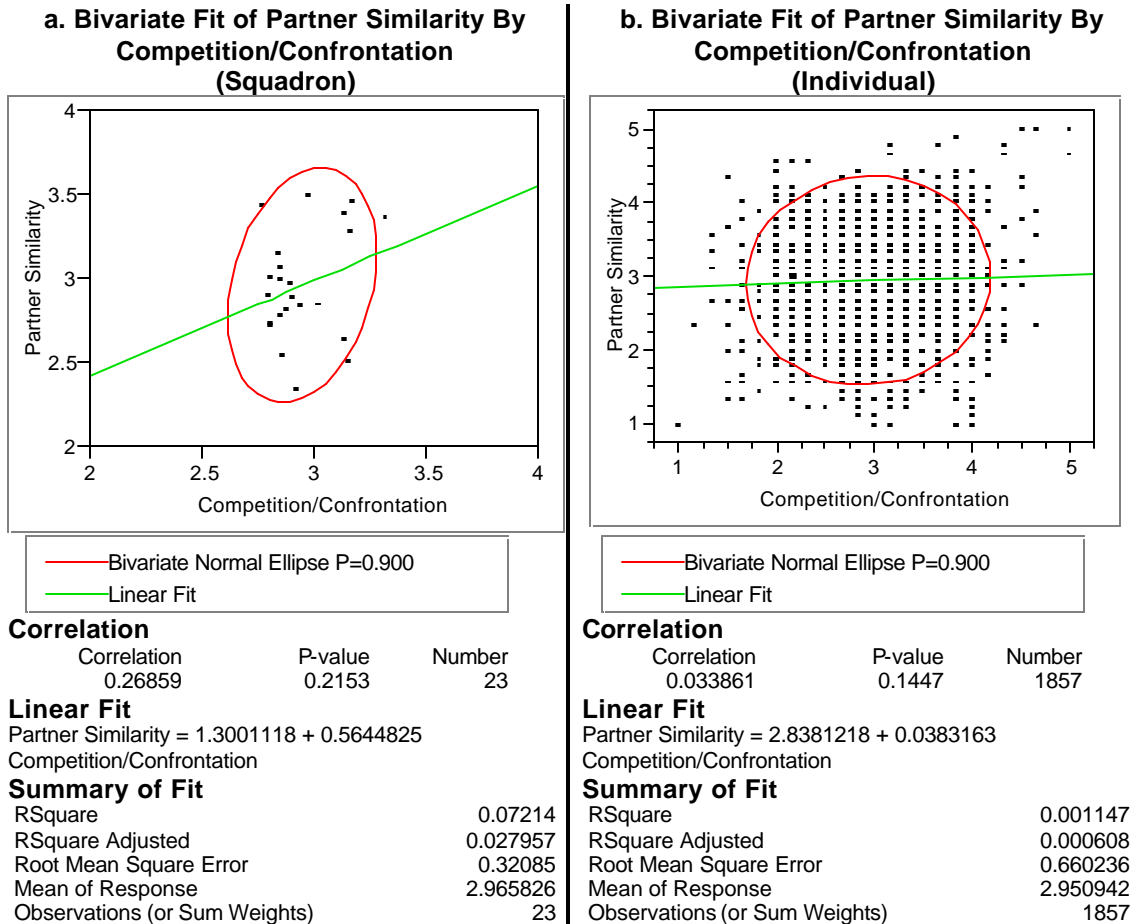 a. Bivariate Fit of Partner Similarity By
Competition/Confrontation
(Squadron)
4
3.5
3
2.5
2
Partner Similarity
2
2.5
3
3.5
4
Competition/Confrontation
Bivariate Normal Ellipse P=0.900
Linear Fit
Correlation
Correlation P-value Number
0.26859 0.2153 23
Linear Fit
Partner Similarity = 1.3001118 + 0.5644825
Competition/Confrontation
Summary of Fit
RSquare 0.07214
RSquare Adjusted 0.027957
Root Mean Square Error 0.32085
Mean of Response 2.965826
Observations (or Sum Weights) 23
b. Bivariate Fit of Partner Similarity By
Competition/Confrontation
(Individual)
5
4
3
2
1
Partner Similarity
1
2
3
4
5
Competition/Confrontation
Bivariate Normal Ellipse P=0.900
Linear Fit
Correlation
Correlation P-value Number
0.033861 0.1447 1857
Linear Fit
Partner Similarity = 2.8381218 + 0.0383163
Competition/Confrontation
Summary of Fit
RSquare 0.001147
RSquare Adjusted 0.000608
Root Mean Square Error 0.660236
Mean of Response 2.950942
Observations (or Sum Weights) 1857